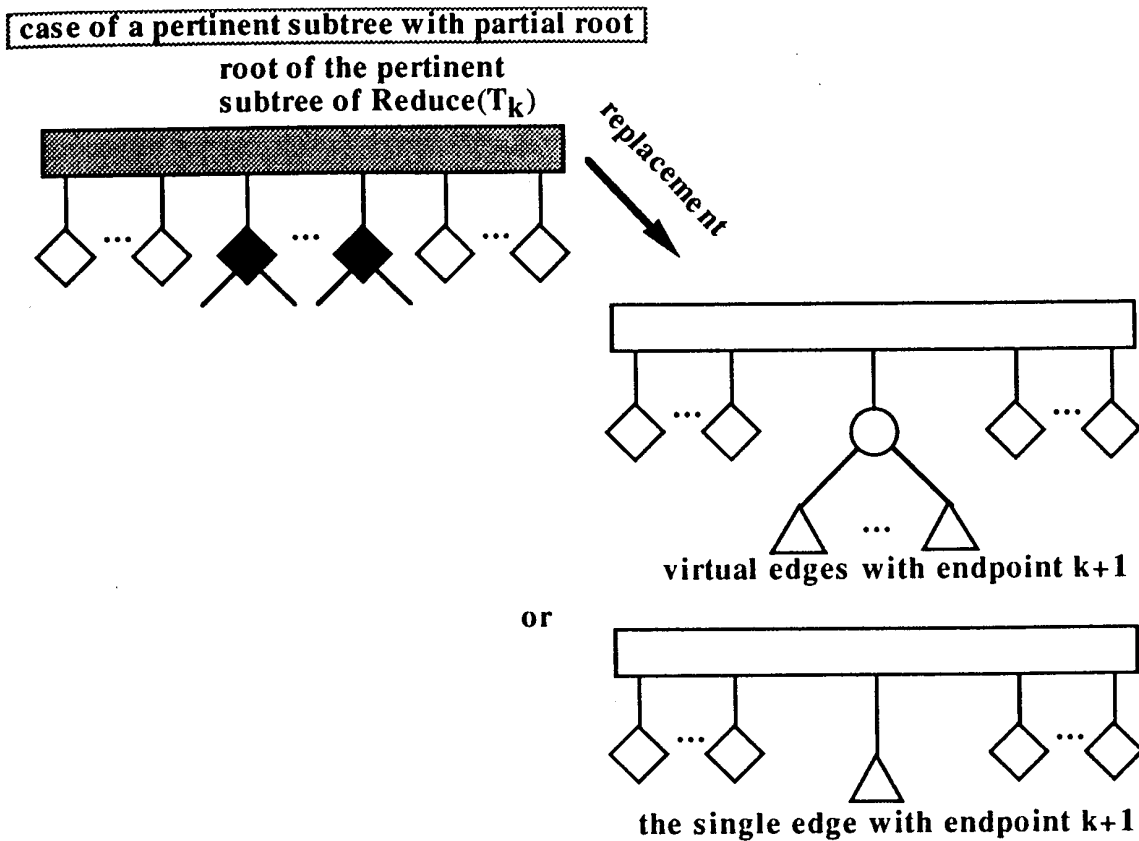 case of a pertinent subtree with partial root
root of the pertinent
subtree of Reduce(Tk)
replacement
...
...
...
...
...
...
virtual edges with endpoint k+1
or
...
...
the single edge with endpoint k+1